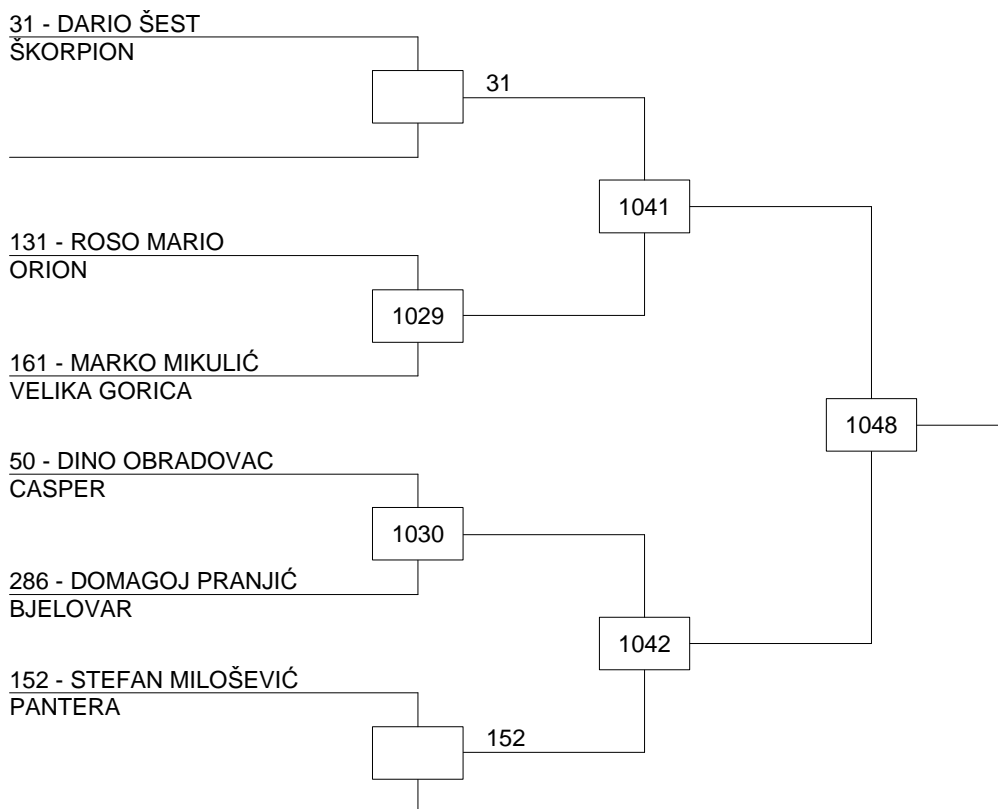 31 - DARIO ŠEST
ŠKORPION
31
1041
131 - ROSO MARIO
ORION
1029
161 - MARKO MIKULIĆ
VELIKA GORICA
1048
50 - DINO OBRADOVAC
CASPER
1030
286 - DOMAGOJ PRANJIĆ
BJELOVAR
1042
152 - STEFAN MILOŠEVIĆ
PANTERA
152